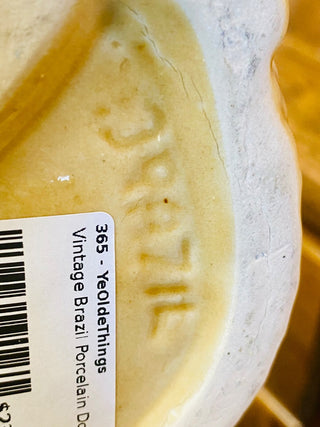 BRAZIL
365 - YeOldeThings
Vintage Brazil Porcelain Do